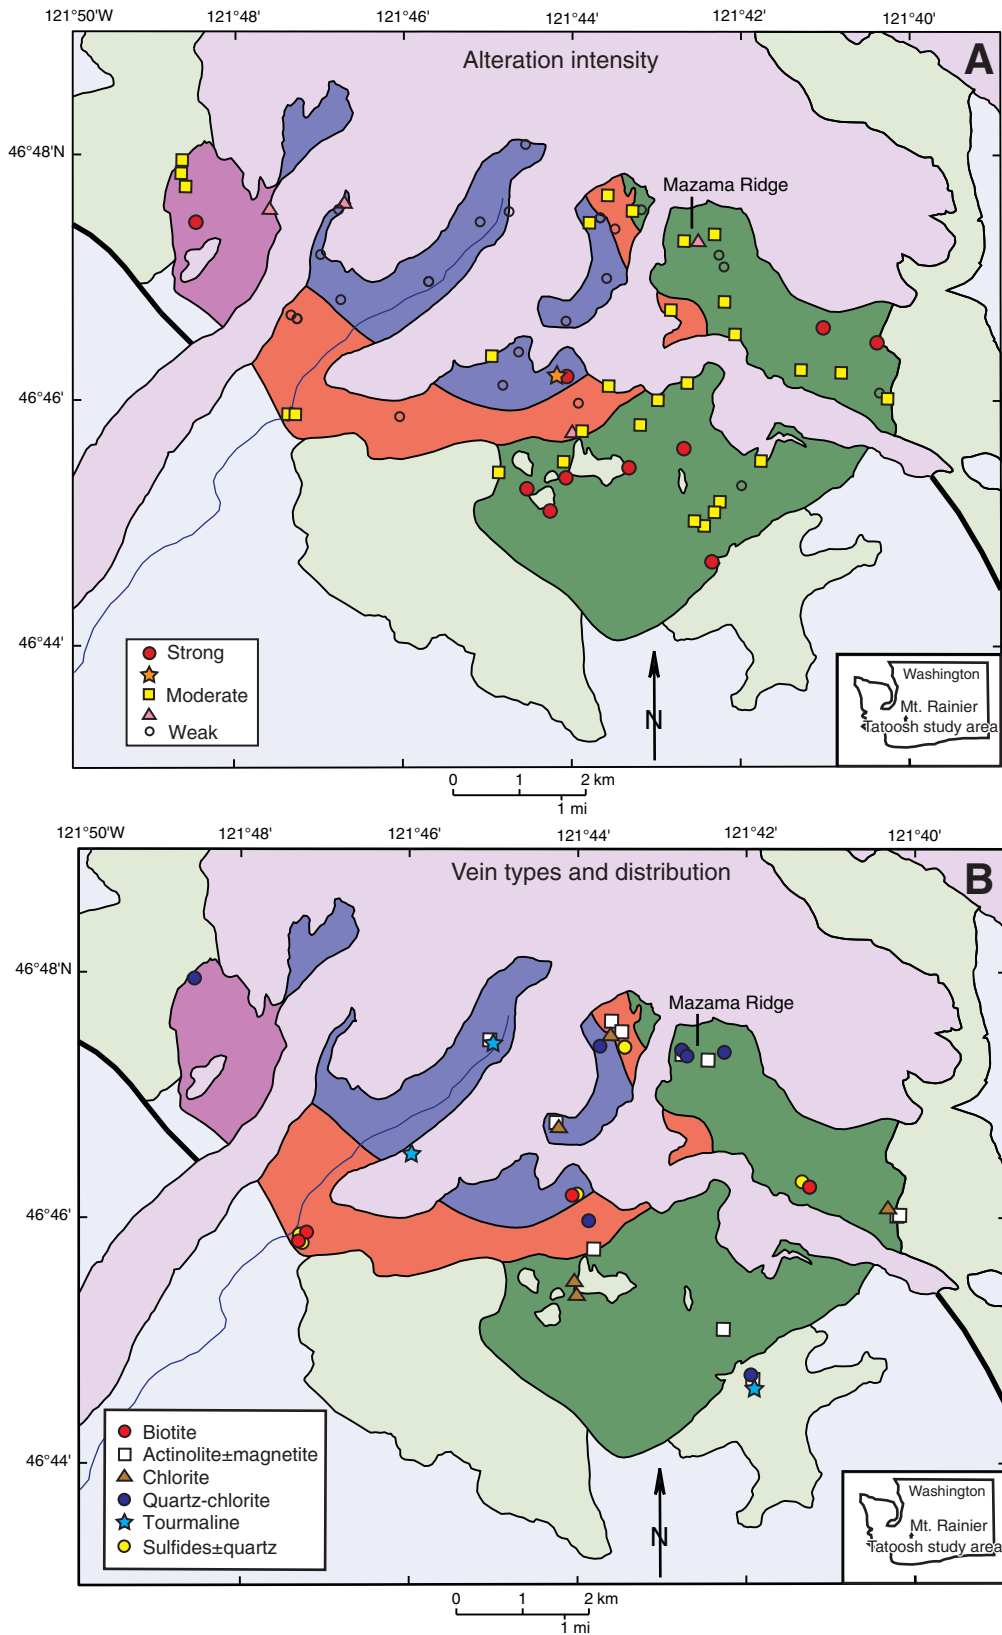 121°50'W 121°48' 121°46' 121°44' 121°42' 121°40'
Alteration intensity
A
46°48'N
Mazama Ridge
46°46'
46°44'
Strong
Moderate
Weak
N
Washington
Mt. Rainier
Tatoosh study area
0 1 2 km
1 mi
121°50'W 121°48' 121°46' 121°44' 121°42' 121°40'
Vein types and distribution
B
46°48'N
Mazama Ridge
46°46'
46°44'
Biotite
Actinolite±magnetite
Chlorite
Quartz-chlorite
Tourmaline
Sulfides±quartz
N
Washington
Mt. Rainier
Tatoosh study area
0 1 2 km
1 mi